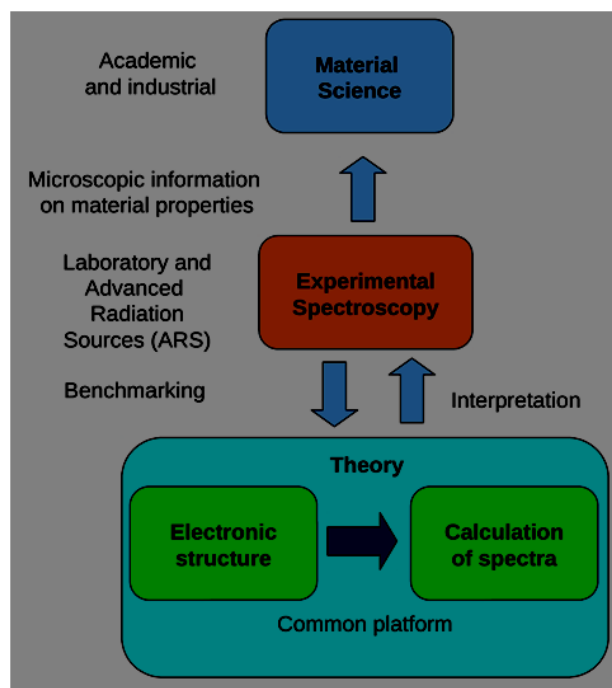 Academic
and industrial
Material
Science
Microscopic information
on material properties
Laboratory and
Advanced
Radiation
Sources (ARS)
Experimental
Spectroscopy
Benchmarking
Interpretation
Theory
Electronic
structure
Calculation
of spectra
Common platform